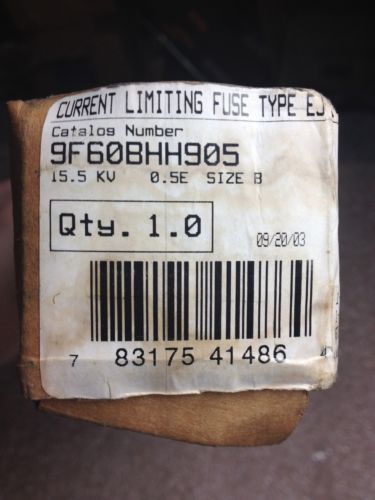 CURRENT LIMITING FUSE TYPE EJ
Catalog Number
9F60BHH905
15.5 KV 0.5E SIZE B
Qty. 1.0
09/20/03
7 83175 41486 4